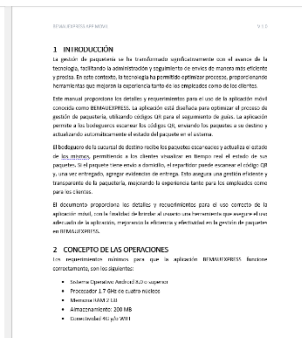 REMAUEXPRESS APP MÓVIL V-1.0
1 INTRODUCCIÓN
La gestión de paquetería se ha transformado significativamente con el avance de la
tecnología, facilitando la administración y seguimiento de envíos de manera más eficiente
y precisa. En este contexto, la tecnología ha permitido optimizar procesos, proporcionando
herramientas que mejoran la experiencia tanto de los empleados como de los clientes.
Este manual proporciona los detalles y requerimientos para el uso de la aplicación móvil
conocida como REMAUEXPRESS. La aplicación está diseñada para optimizar el proceso de
gestión de paquetería, utilizando códigos QR para el seguimiento de guías. La aplicación
permite a los bodegueros escanear los códigos QR, enviando los paquetes a su destino y
actualizando automáticamente el estado del paquete en el sistema.
El bodeguero de la sucursal de destino recibe los paquetes escanearlos y actualiza el estado
de los mismos, permitiendo a los clientes visualizar en tiempo real el estado de sus
paquetes. Si el paquete tiene envío a domicilio, el repartidor puede escanear el código QR
y, una vez entregado, agregar evidencias de entrega. Esto asegura una gestión eficiente y
transparente de la paquetería, mejorando la experiencia tanto para los empleados como
para los clientes.
El documento proporciona los detalles y requerimientos para el uso correcto de la
aplicación móvil, con la finalidad de brindar al usuario una herramienta que asegure el uso
adecuado de la aplicación, mejorando la eficiencia y efectividad en la gestión de paquetes
en REMAUEXPRESS.
2 CONCEPTO DE LAS OPERACIONES
Los requerimientos mínimos para que la aplicación REMAUEXPRESS funcione
correctamente, son los siguientes:
• Sistema Operativo Android 8.0 o superior
• Procesador 1.7 GHz de cuatro núcleos
• Memoria RAM 2 GB
• Almacenamiento: 200 MB
• Conectividad 4G y/o WIFI